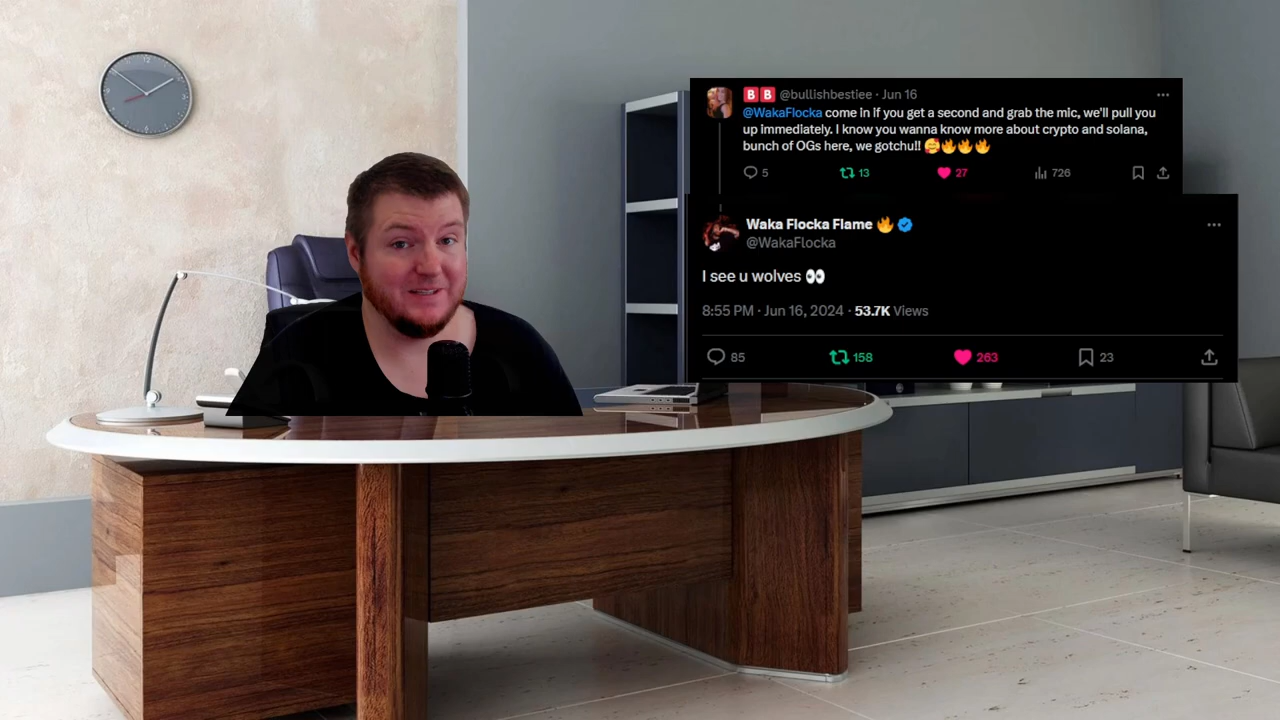 🅱️🅱️ @bullishbestiee · Jun 16
@WakaFlocka come in if you get a second and grab the mic, we'll pull you
up immediately. I know you wanna know more about crypto and solana,
bunch of OGs here, we gotchu!! 🥰🔥🔥🔥
5 13 27 726
Waka Flocka Flame 🔥
@WakaFlocka
I see u wolves 👀
8:55 PM · Jun 16, 2024 · 53.7K Views
85 158 263 23